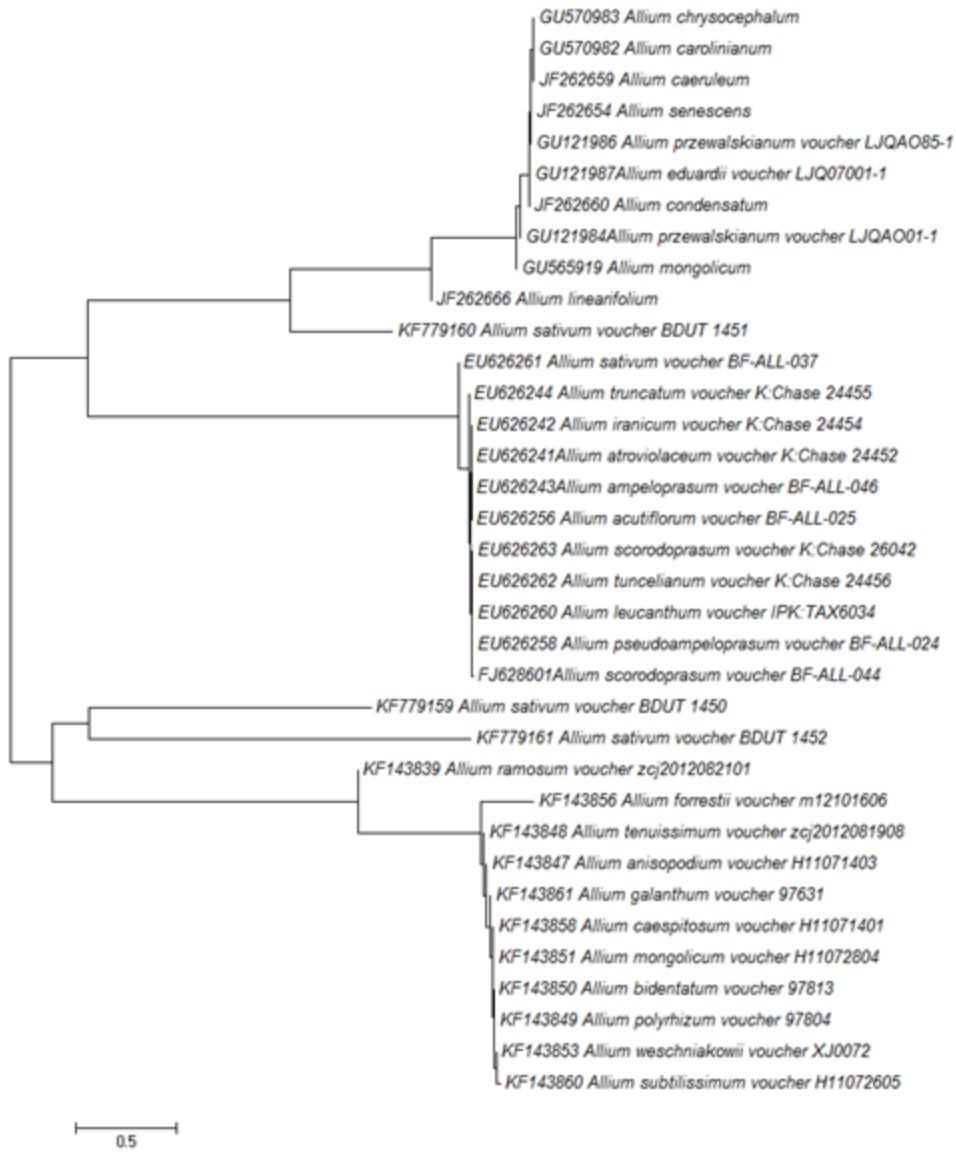 GU570983 Allium chrysocephalum
GU570982 Allium carolinianum
JF262659 Allium caeruleum
JF262654 Allium senescens
GU121986 Allium przewalskianum voucher LJQAO85-1
GU121987Allium eduardii voucher LJQ07001-1
JF262660 Allium condensatum
GU121984Allium przewalskianum voucher LJQAO01-1
GU565919 Allium mongolicum
JF262666 Allium linearifolium
KF779160 Allium sativum voucher BDUT 1451
EU626261 Allium sativum voucher BF-ALL-037
EU626244 Allium truncatum voucher K:Chase 24455
EU626242 Allium iranicum voucher K:Chase 24454
EU626241Allium atroviolaceum voucher K:Chase 24452
EU626243Allium ampeloprasum voucher BF-ALL-046
EU626256 Allium acutiflorum voucher BF-ALL-025
EU626263 Allium scorodoprasum voucher K:Chase 26042
EU626262 Allium tuncelianum voucher K:Chase 24456
EU626260 Allium leucanthum voucher IPK:TAX6034
EU626258 Allium pseudoampeloprasum voucher BF-ALL-024
FJ628601Allium scorodoprasum voucher BF-ALL-044
KF779159 Allium sativum voucher BDUT 1450
KF779161 Allium sativum voucher BDUT 1452
KF143839 Allium ramosum voucher zcj2012082101
KF143856 Allium forrestii voucher m12101606
KF143848 Allium tenuissimum voucher zcj2012081908
KF143847 Allium anisopodium voucher H11071403
KF143861 Allium galanthum voucher 97631
KF143858 Allium caespitosum voucher H11071401
KF143851 Allium mongolicum voucher H11072804
KF143850 Allium bidentatum voucher 97813
KF143849 Allium polyrhizum voucher 97804
KF143853 Allium weschniakowii voucher XJ0072
KF143860 Allium subtilissimum voucher H11072605
0.5